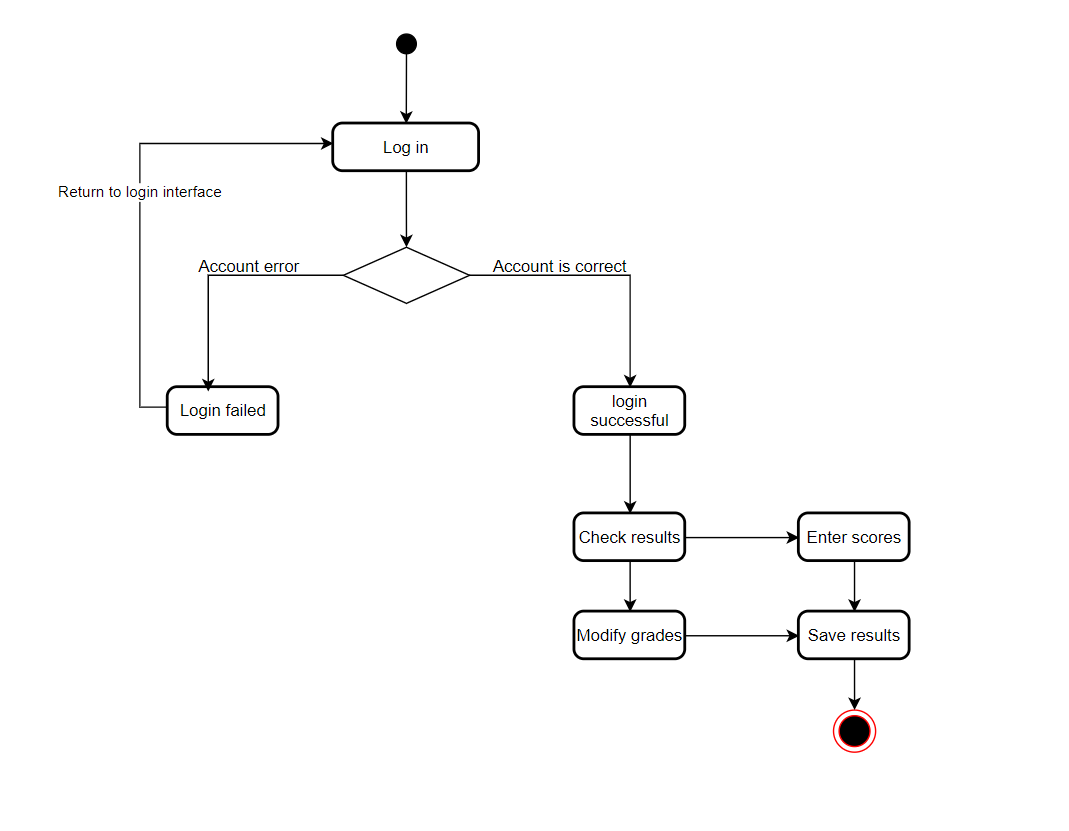 Log in
Return to login interface
Account error
Account is correct
Login failed
login
successful
Check results
Enter scores
Modify grades
Save results